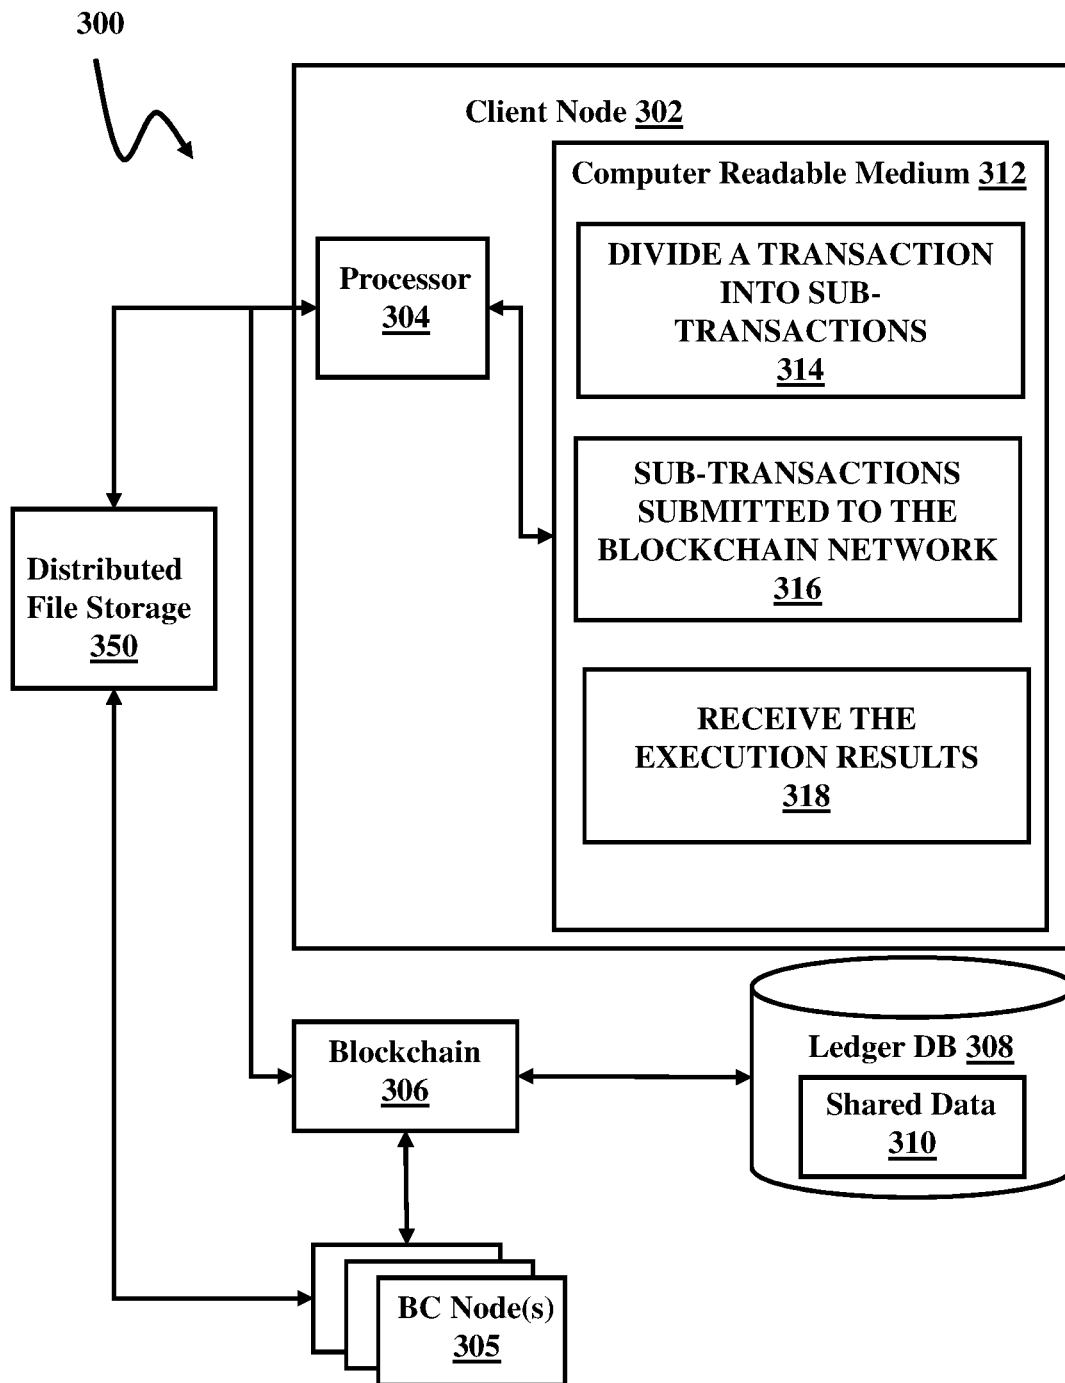 300
Client Node 302
Computer Readable Medium 312
DIVIDE A TRANSACTION
INTO SUB-
TRANSACTIONS
314
Processor
304
SUB-TRANSACTIONS
SUBMITTED TO THE
BLOCKCHAIN NETWORK
316
Distributed
File Storage
350
RECEIVE THE
EXECUTION RESULTS
318
Blockchain
306
Ledger DB 308
Shared Data
310
BC Node(s)
305